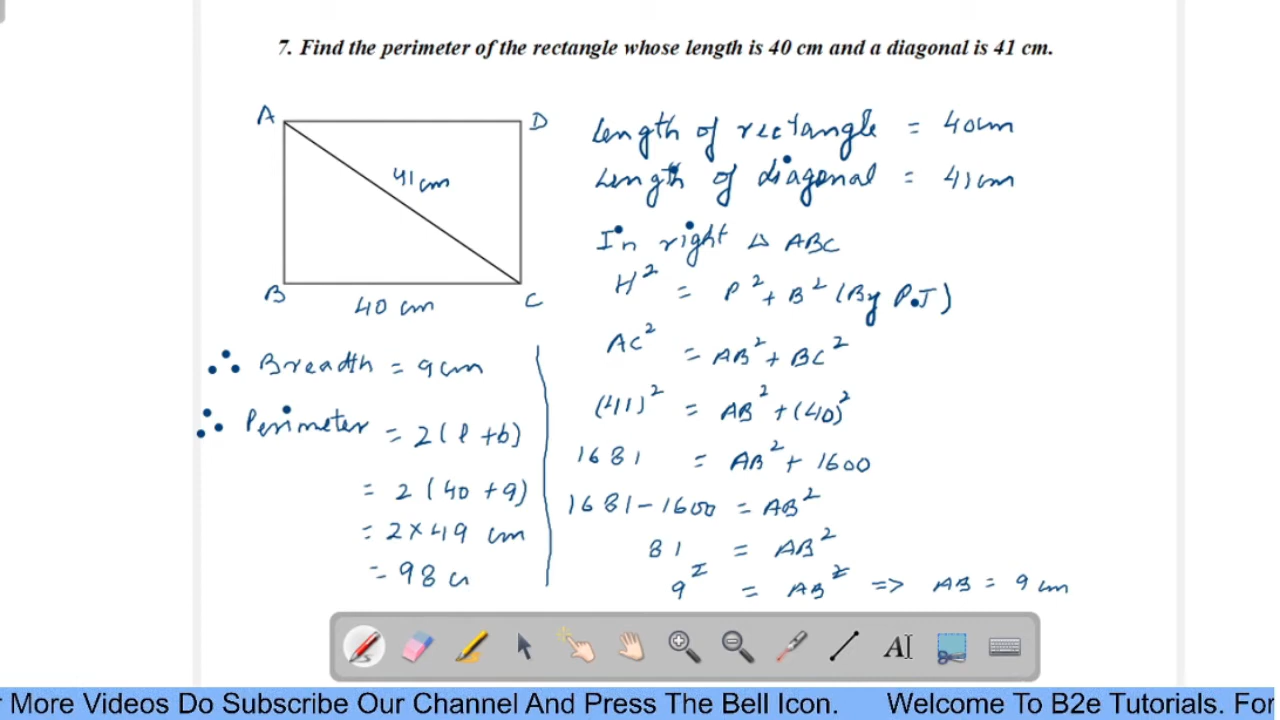 7. Find the perimeter of the rectangle whose length is 40 cm and a diagonal is 41 cm.
A
D
41 cm
B
40 cm
C
Length of rectangle = 40cm
Length of diagonal = 41cm
In right △ ABC
H² = P² + B² (By P.T)
AC² = AB² + BC²
(41)² = AB² + (40)²
1681 = AB² + 1600
1681 - 1600 = AB²
81 = AB²
9² = AB² => AB = 9 cm
∴ Breadth = 9cm
∴ Perimeter = 2(l + b)
= 2 (40 + 9)
= 2 × 49 cm
= 98 c
AI
More Videos Do Subscribe Our Channel And Press The Bell Icon. Welcome To B2e Tutorials. For